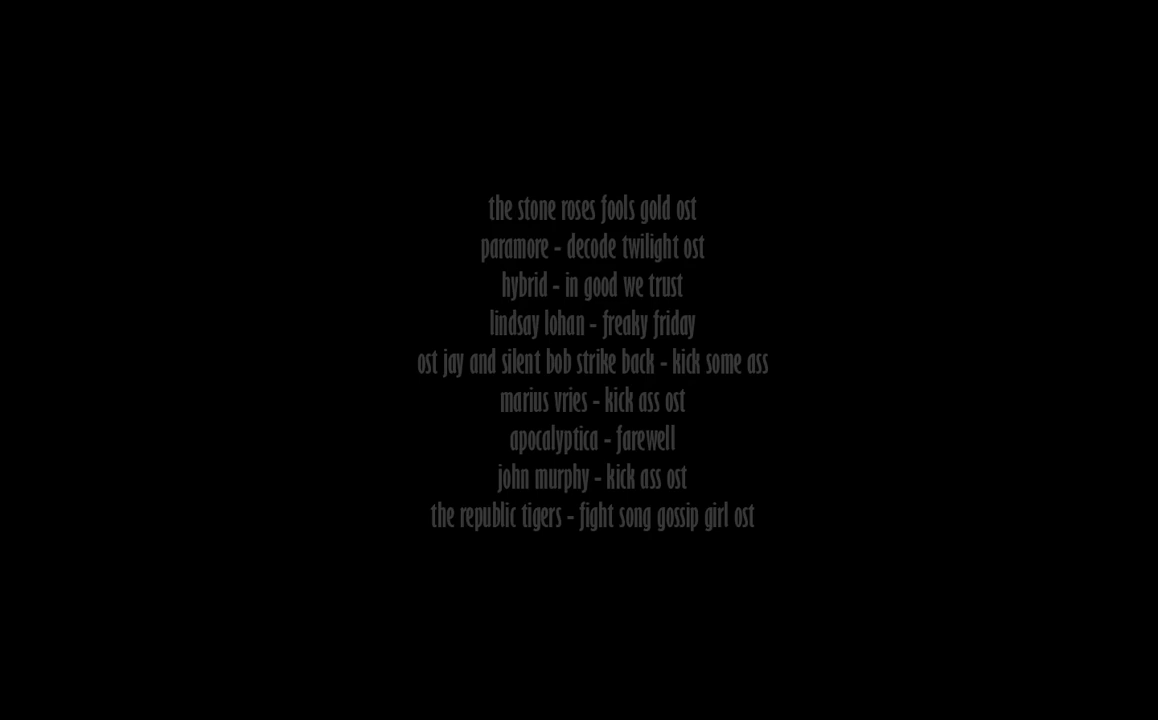 the stone roses fools gold ost
paramore - decode twilight ost
hybrid - in good we trust
lindsay lohan - freaky friday
ost jay and silent bob strike back - kick some ass
marius vries - kick ass ost
apocalyptica - farewell
john murphy - kick ass ost
the republic tigers - fight song gossip girl ost